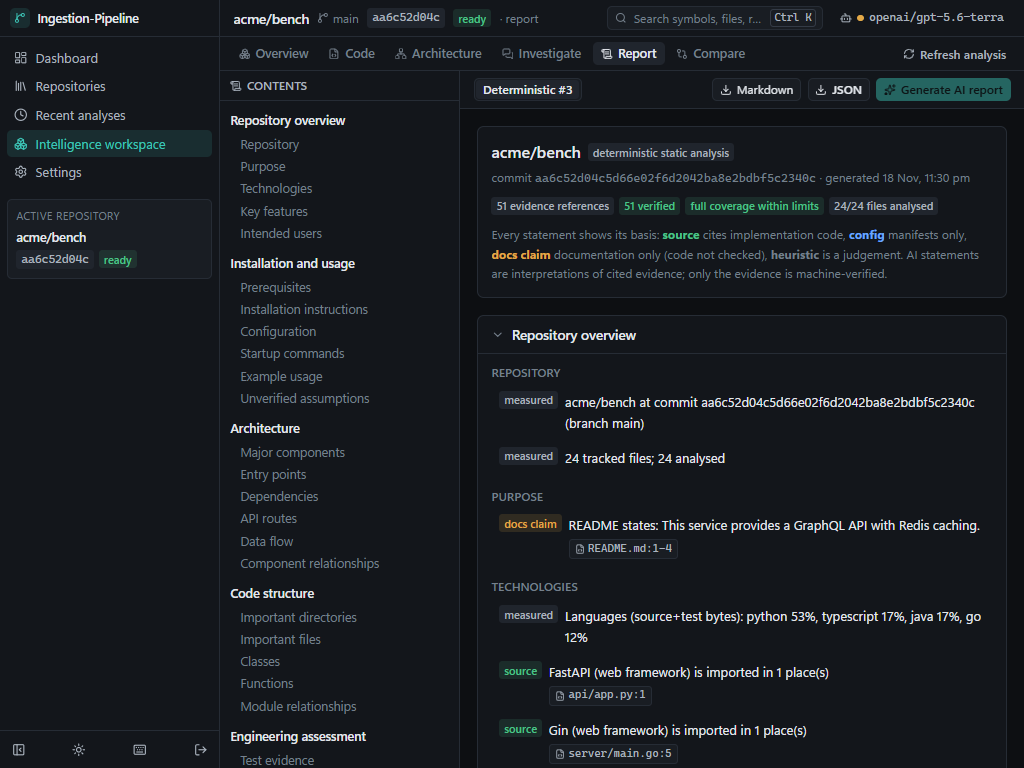 Ingestion-Pipeline
acme/bench main aa6c52d04c ready · report
Search symbols, files, r... Ctrl K
openai/gpt-5.6-terra
Dashboard
Repositories
Recent analyses
Intelligence workspace
Settings
ACTIVE REPOSITORY
acme/bench
aa6c52d04c ready
Overview Code Architecture Investigate Report Compare
Refresh analysis
CONTENTS
Repository overview
Repository
Purpose
Technologies
Key features
Intended users
Installation and usage
Prerequisites
Installation instructions
Configuration
Startup commands
Example usage
Unverified assumptions
Architecture
Major components
Entry points
Dependencies
API routes
Data flow
Component relationships
Code structure
Important directories
Important files
Classes
Functions
Module relationships
Engineering assessment
Test evidence
Deterministic #3
Markdown JSON Generate AI report
acme/bench deterministic static analysis
commit aa6c52d04c5d66e02f6d2042ba8e2bdbf5c2340c · generated 18 Nov, 11:30 pm
51 evidence references 51 verified full coverage within limits 24/24 files analysed
Every statement shows its basis: source cites implementation code, config manifests only,
docs claim documentation only (code not checked), heuristic is a judgement. AI statements
are interpretations of cited evidence; only the evidence is machine-verified.
Repository overview
REPOSITORY
measured acme/bench at commit aa6c52d04c5d66e02f6d2042ba8e2bdbf5c2340c
(branch main)
measured 24 tracked files; 24 analysed
PURPOSE
docs claim README states: This service provides a GraphQL API with Redis caching.
README.md:1-4
TECHNOLOGIES
measured Languages (source+test bytes): python 53%, typescript 17%, java 17%, go
12%
source FastAPI (web framework) is imported in 1 place(s)
api/app.py:1
source Gin (web framework) is imported in 1 place(s)
server/main.go:5